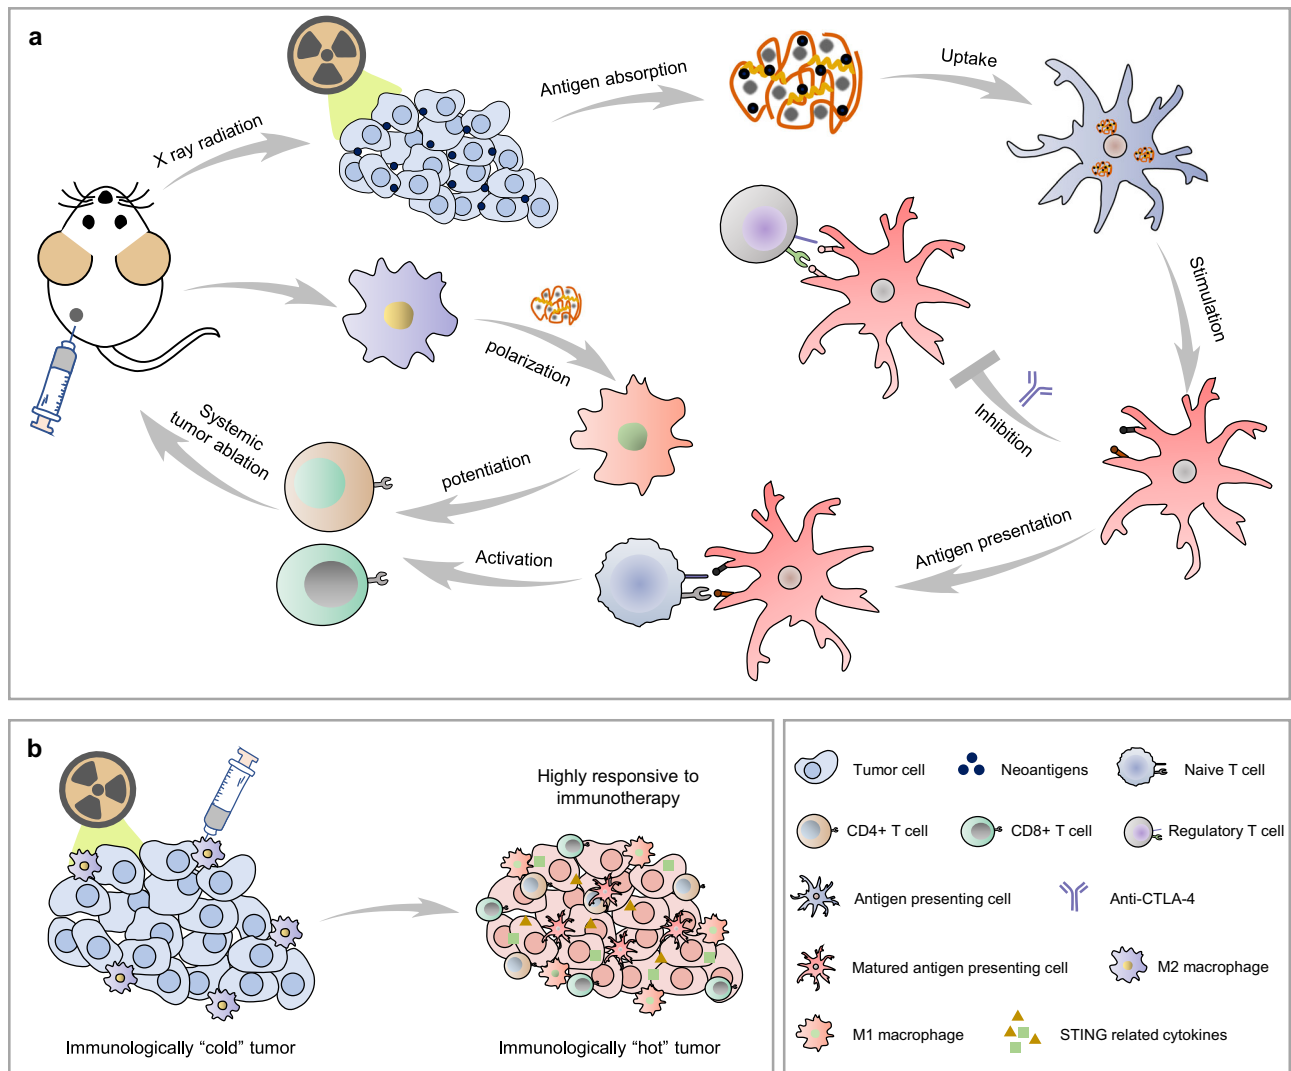 a
X ray radiation
Antigen absorption
Uptake
Stimulation
polarization
Inhibition
Systemic
tumor ablation
potentiation
Antigen presentation
Activation
b
Highly responsive to
immunotherapy
Immunologically “cold” tumor
Immunologically “hot” tumor
Tumor cell
Neoantigens
Naive T cell
CD4+ T cell
CD8+ T cell
Regulatory T cell
Antigen presenting cell
Anti-CTLA-4
Matured antigen presenting cell
M2 macrophage
M1 macrophage
STING related cytokines